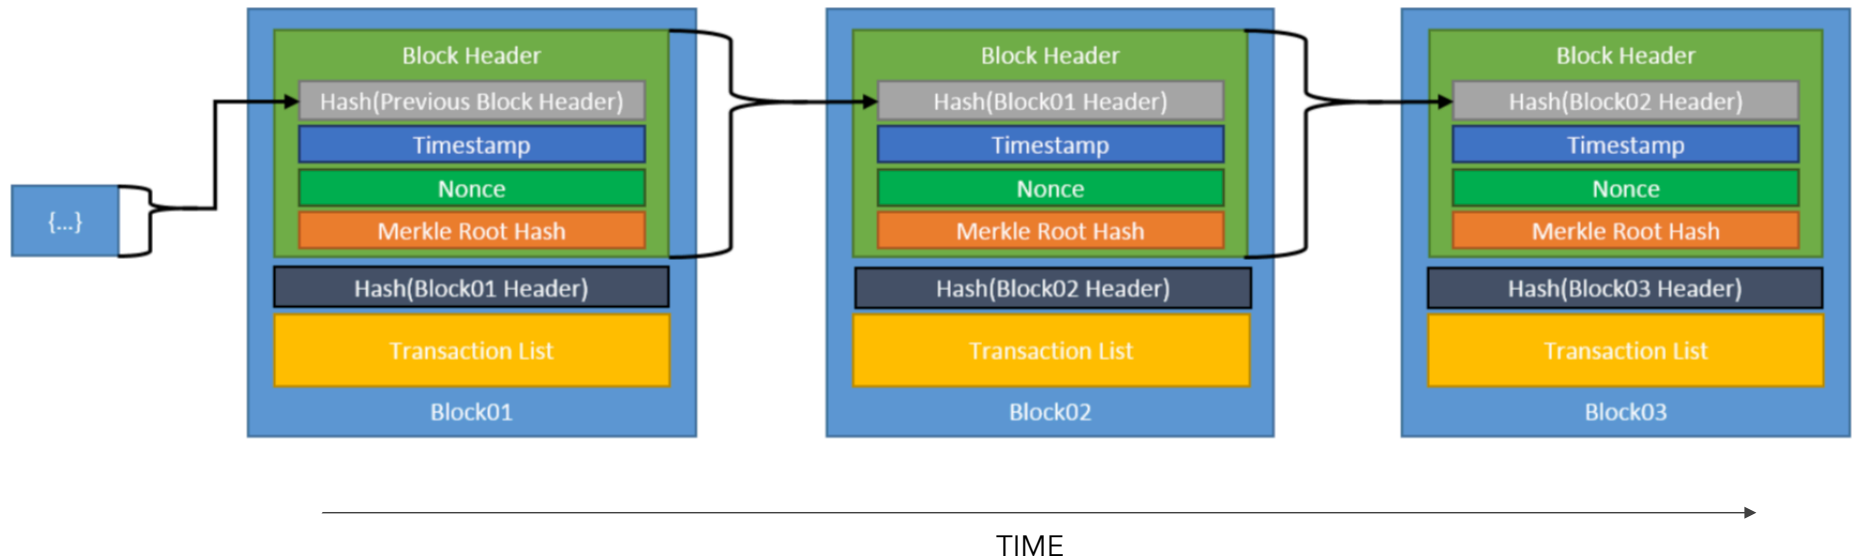 {...}
Block Header
Hash(Previous Block Header)
Timestamp
Nonce
Merkle Root Hash
Hash(Block01 Header)
Transaction List
Block01
Block Header
Hash(Block01 Header)
Timestamp
Nonce
Merkle Root Hash
Hash(Block02 Header)
Transaction List
Block02
Block Header
Hash(Block02 Header)
Timestamp
Nonce
Merkle Root Hash
Hash(Block03 Header)
Transaction List
Block03
TIME